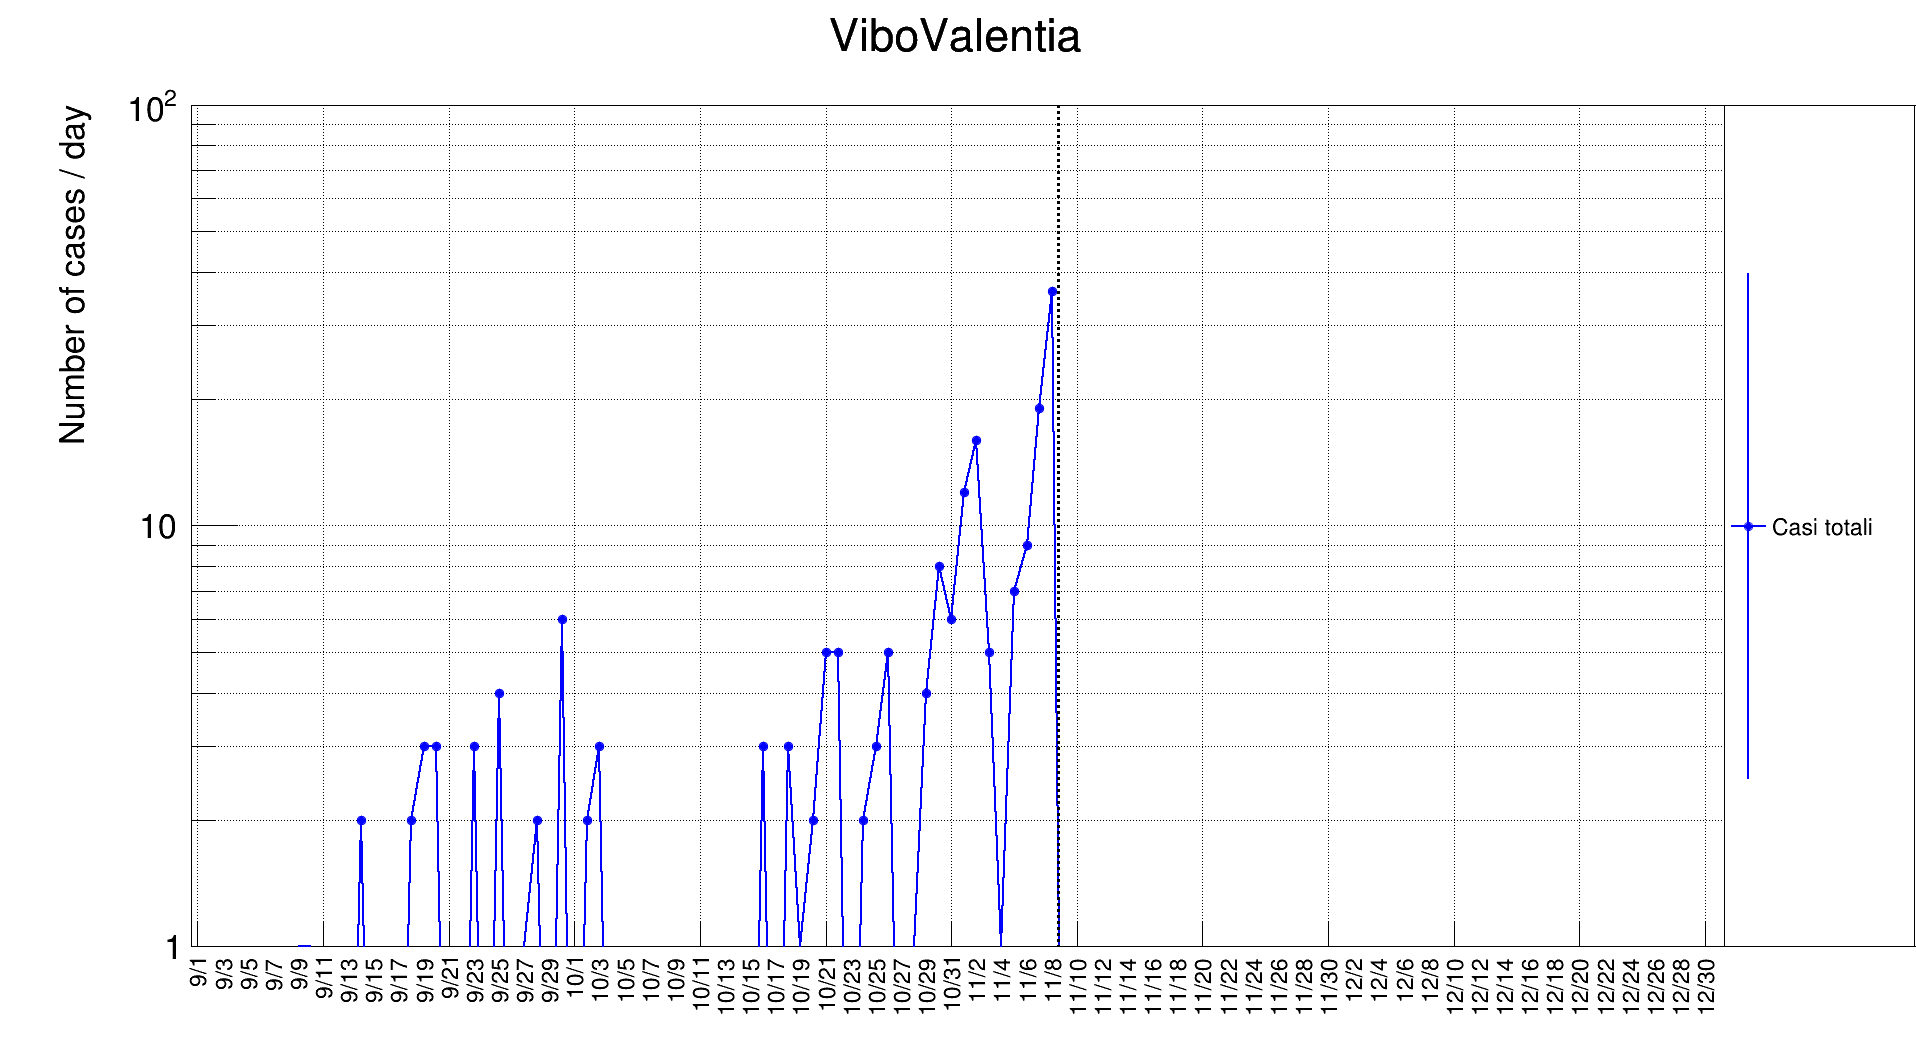 ViboValentia
Number of cases / day
10²
10
1
9/1 9/3 9/5 9/7 9/9 9/11 9/13 9/15 9/17 9/19 9/21 9/23 9/25 9/27 9/29 10/1 10/3 10/5 10/7 10/9 10/11 10/13 10/15 10/17 10/19 10/21 10/23 10/25 10/27 10/29 10/31 11/2 11/4 11/6 11/8 11/10 11/12 11/14 11/16 11/18 11/20 11/22 11/24 11/26 11/28 11/30 12/2 12/4 12/6 12/8 12/10 12/12 12/14 12/16 12/18 12/20 12/22 12/24 12/26 12/28 12/30
Casi totali